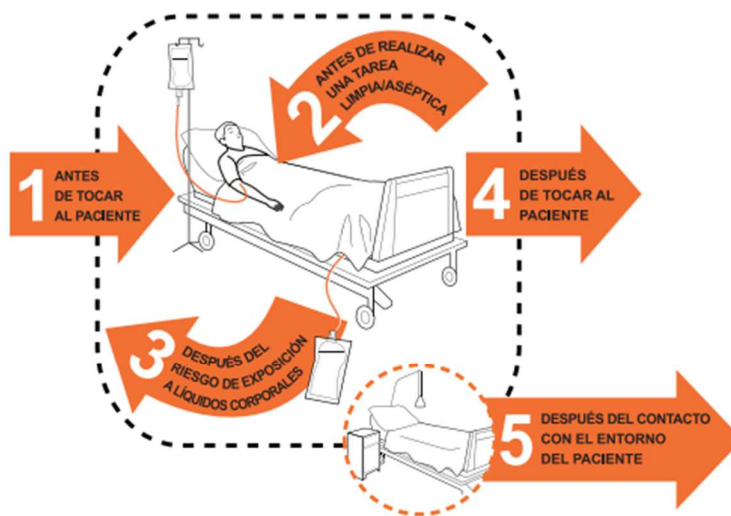 1
ANTES
DE TOCAR
AL PACIENTE
2
ANTES DE REALIZAR
UNA TAREA
LIMPIA/ASÉPTICA
3
DESPUÉS DEL
RIESGO DE EXPOSICIÓN
A LÍQUIDOS CORPORALES
4
DESPUÉS
DE TOCAR AL
PACIENTE
5
DESPUÉS DEL CONTACTO
CON EL ENTORNO
DEL PACIENTE